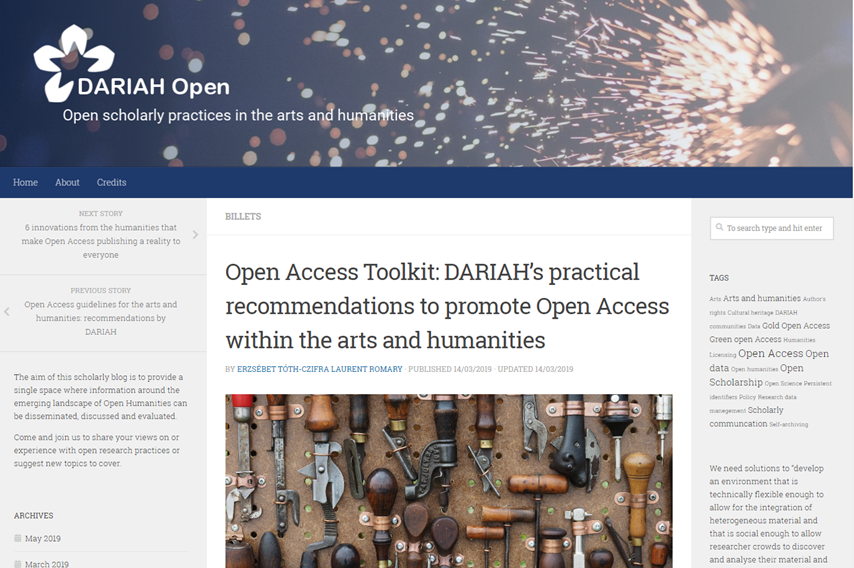 DARIAH Open
Open scholarly practices in the arts and humanities
Home
About
Credits
NEXT STORY
6 innovations from the humanities that
make Open Access publishing a reality to
everyone
PREVIOUS STORY
Open Access guidelines for the arts and
humanities: recommendations by
DARIAH
The aim of this scholarly blog is to provide a
single space where information around the
emerging landscape of Open Humanities can
be disseminated, discussed and evaluated.
Come and join us to share your views on or
experience with open research practices or
suggest new topics to cover.
ARCHIVES
May 2019
March 2019
BILLETS
Open Access Toolkit: DARIAH's practical
recommendations to promote Open Access
within the arts and humanities
BY ERZSÉBET TÓTH-CZIFRA LAURENT ROMARY · PUBLISHED 14/03/2019 · UPDATED 14/03/2019
To search type and hit enter
TAGS
Arts Arts and humanities Author's
rights Cultural heritage DARIAH
communities Data Gold Open Access
Green open Access Humanities
Licensing Open Access Open
data Open humanities Open
Scholarship Open Science Persistent
identifiers Policy Research data
management Scholarly
communcation Self-archiving
We need solutions to "develop
an environment that is
technically flexible enough to
allow for the integration of
heterogeneous material and
that is social enough to allow
researcher crowds to discover
and analyse their material and